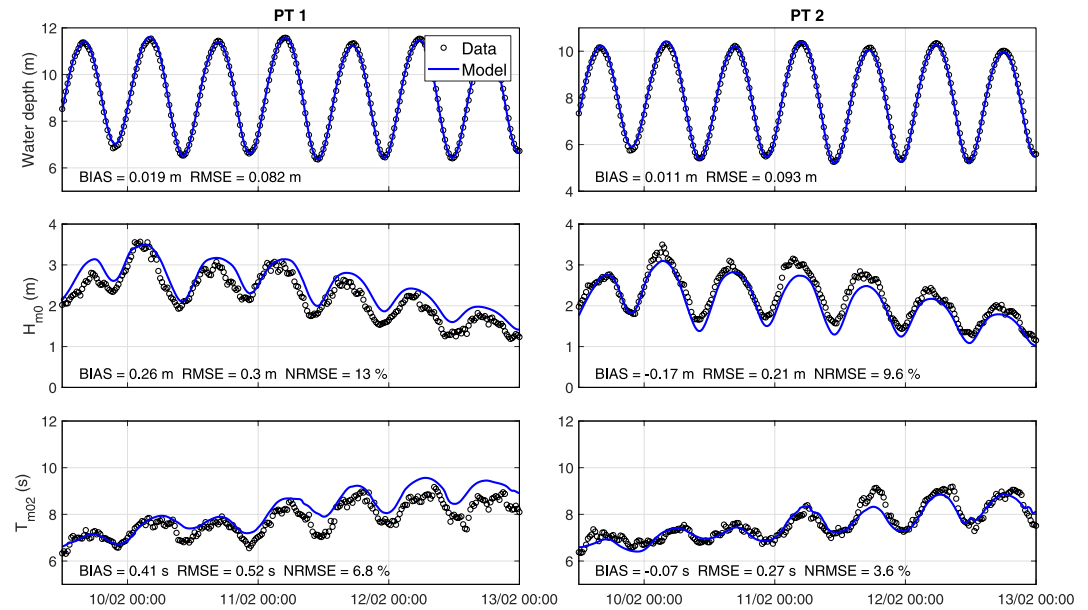 PT 1
PT 2
Water depth (m)
12
10
8
6
Data
Model
BIAS = 0.019 m RMSE = 0.082 m
10
8
6
4
BIAS = 0.011 m RMSE = 0.093 m
H_m0 (m)
4
3
2
1
0
BIAS = 0.26 m RMSE = 0.3 m NRMSE = 13 %
4
3
2
1
0
BIAS = -0.17 m RMSE = 0.21 m NRMSE = 9.6 %
T_m02 (s)
12
10
8
6
BIAS = 0.41 s RMSE = 0.52 s NRMSE = 6.8 %
12
10
8
6
BIAS = -0.07 s RMSE = 0.27 s NRMSE = 3.6 %
10/02 00:00 11/02 00:00 12/02 00:00 13/02 00:00
10/02 00:00 11/02 00:00 12/02 00:00 13/02 00:00